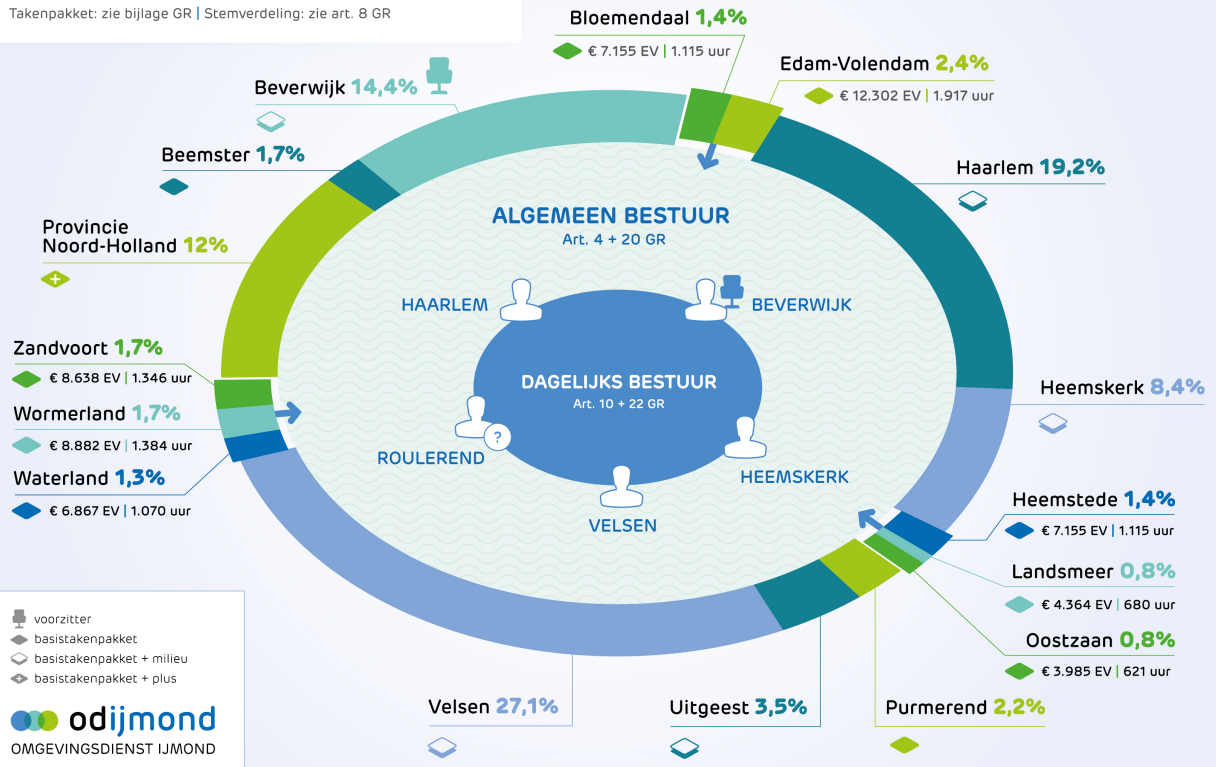 Takenpakket: zie bijlage GR | Stemverdeling: zie art. 8 GR
Bloemendaal 1,4%
€ 7.155 EV | 1.115 uur
Edam-Volendam 2,4%
€ 12.302 EV | 1.917 uur
Beverwijk 14,4%
Beemster 1,7%
Haarlem 19,2%
Provincie
Noord-Holland 12%
ALGEMEEN BESTUUR
Art. 4 + 20 GR
HAARLEM
BEVERWIJK
DAGELIJKS BESTUUR
Art. 10 + 22 GR
ROULEREND
?
HEEMSKERK
VELSEN
Zandvoort 1,7%
€ 8.638 EV | 1.346 uur
Wormerland 1,7%
€ 8.882 EV | 1.384 uur
Waterland 1,3%
€ 6.867 EV | 1.070 uur
Heemskerk 8,4%
Heemstede 1,4%
€ 7.155 EV | 1.115 uur
Landsmeer 0,8%
€ 4.364 EV | 680 uur
Oostzaan 0,8%
€ 3.985 EV | 621 uur
Velsen 27,1%
Uitgeest 3,5%
Purmerend 2,2%
voorzitter
basistakenpakket
basistakenpakket + milieu
basistakenpakket + plus
odijmond
OMGEVINGSDIENST IJMOND